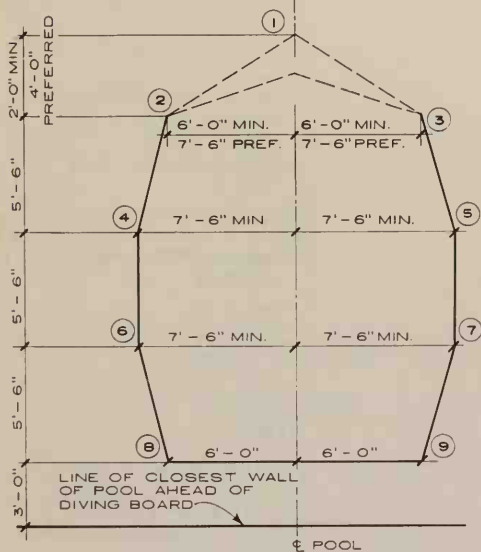 1
2'-0" MIN
4'-0"
PREFERRED
2
3
6'-0" MIN.
6'-0" MIN.
7'-6" PREF.
7'-6" PREF.
5'-6"
4
5
7'-6" MIN
7'-6" MIN.
5'-6"
6
7
7'-6" MIN.
7'-6" MIN.
5'-6"
8
9
6'-0"
6'-0"
3'-0"
LINE OF CLOSEST WALL
OF POOL AHEAD OF
DIVING BOARD
℄ POOL